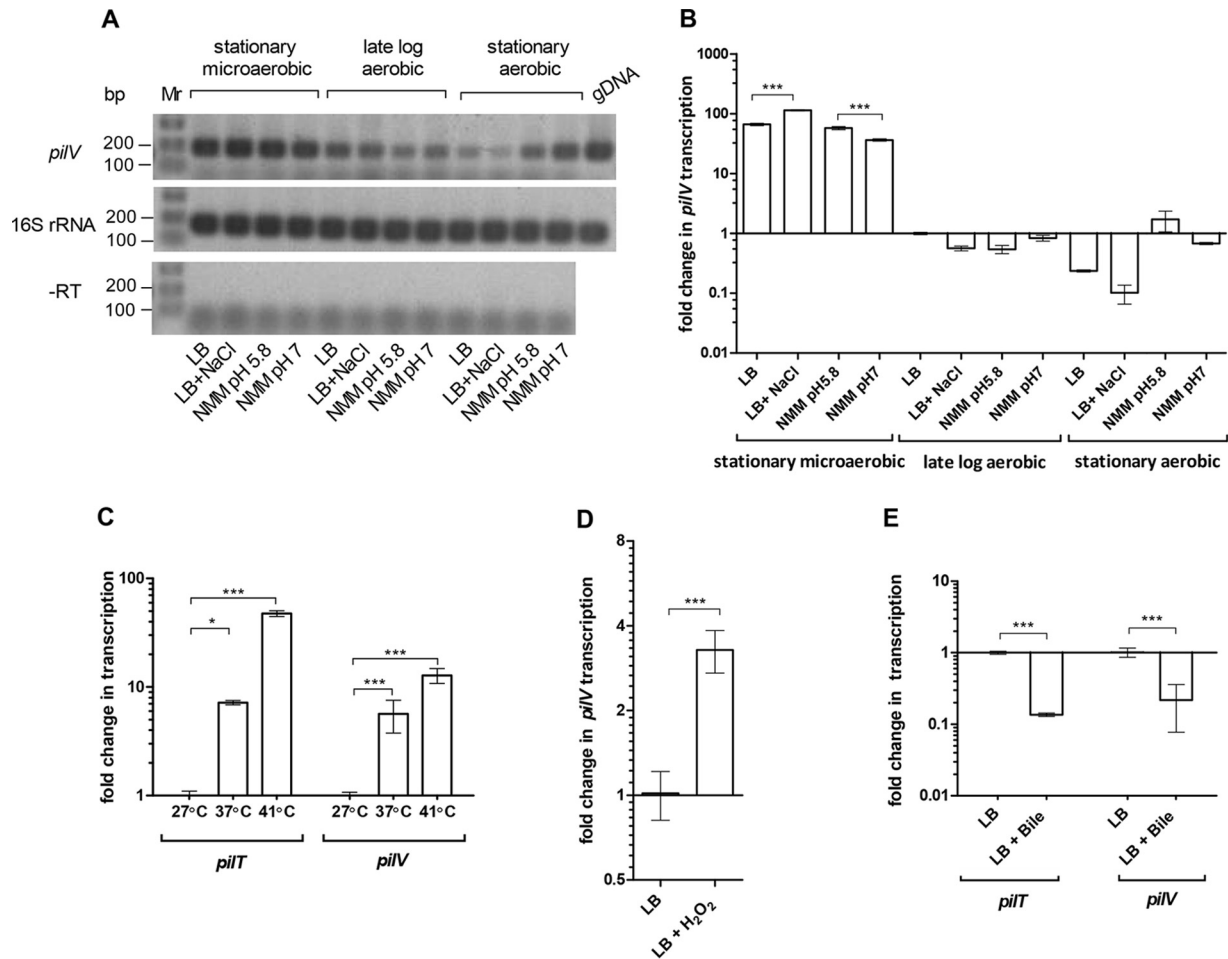 A
stationary microaerobic
late log aerobic
stationary aerobic
bp
Mr
gDNA
pilV
200
100
16S rRNA
200
100
-RT
200
100
LB
LB+NaCl
NMM pH 5.8
NMM pH 7
LB
LB+NaCl
NMM pH 5.8
NMM pH 7
LB
LB+NaCl
NMM pH 5.8
NMM pH 7
B
fold change in pilV transcription
1000
100
10
1
0.1
0.01
***
***
LB
LB+ NaCl
NMM pH5.8
NMM pH7
LB
LB+ NaCl
NMM pH5.8
NMM pH7
LB
LB+ NaCl
NMM pH5.8
NMM pH7
stationary microaerobic
late log aerobic
stationary aerobic
C
fold change in transcription
100
10
1
***
*
***
***
27°C 37°C 41°C
27°C 37°C 41°C
pilT
pilV
D
fold change in pilV transcription
8
4
2
1
0.5
***
LB
LB + H₂O₂
E
fold change in transcription
10
1
0.1
0.01
***
***
LB
LB + Bile
LB
LB + Bile
pilT
pilV